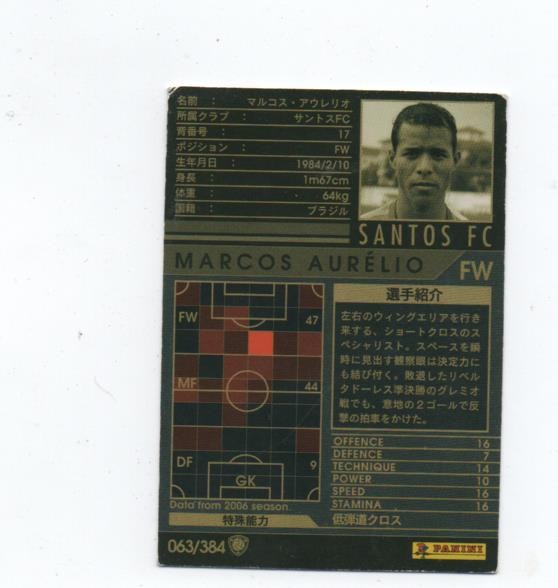 名前 : マルコス・アウレリオ
所属クラブ : サントスFC
背番号 : 17
ポジション : FW
生年月日 : 1984/2/10
身長 : 1m67cm
体重 : 64kg
国籍 : ブラジル
SANTOS FC
MARCOS AURÉLIO FW
FW 47
MF 44
DF 9
GK
Data from 2006 season.
選手紹介
左右のウィングエリアを行き
来する、ショートクロスのス
ペシャリスト。スペースを瞬
時に見出す観察眼は決定力に
も結び付く。敗退したリベル
タドーレス準決勝のグレミオ
戦でも、意地の2ゴールで反
撃の拍車をかけた。
OFFENCE 16
DEFENCE 7
TECHNIQUE 14
POWER 10
SPEED 16
STAMINA 16
特殊能力 低弾道クロス
063/384
PANINI